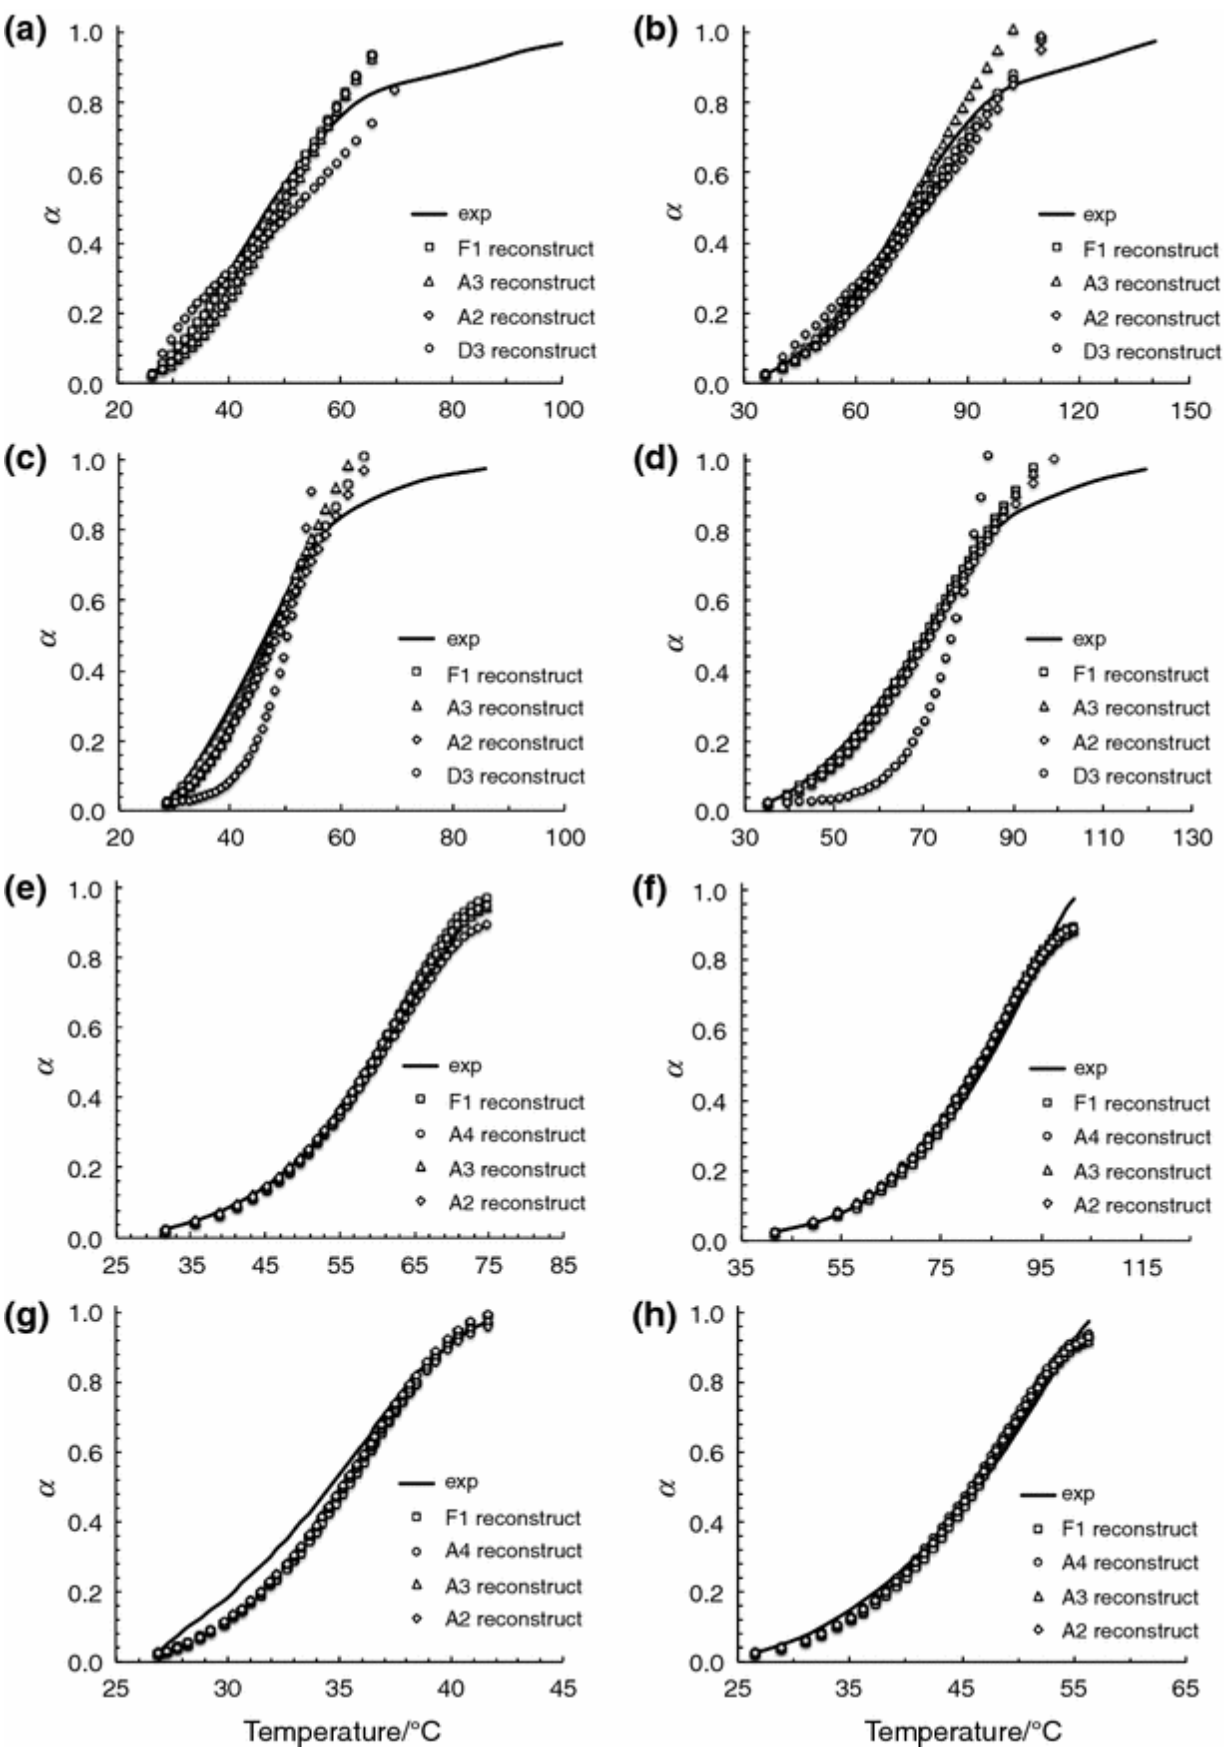 (a)
1.0
0.8
0.6
0.4
0.2
0.0
α
exp
F1 reconstruct
A3 reconstruct
A2 reconstruct
D3 reconstruct
20 40 60 80 100
(b)
1.0
0.8
0.6
0.4
0.2
0.0
α
exp
F1 reconstruct
A3 reconstruct
A2 reconstruct
D3 reconstruct
30 60 90 120 150
(c)
1.0
0.8
0.6
0.4
0.2
0.0
α
exp
F1 reconstruct
A3 reconstruct
A2 reconstruct
D3 reconstruct
20 40 60 80 100
(d)
1.0
0.8
0.6
0.4
0.2
0.0
α
exp
F1 reconstruct
A3 reconstruct
A2 reconstruct
D3 reconstruct
30 50 70 90 110 130
(e)
1.0
0.8
0.6
0.4
0.2
0.0
α
exp
F1 reconstruct
A4 reconstruct
A3 reconstruct
A2 reconstruct
25 35 45 55 65 75 85
(f)
1.0
0.8
0.6
0.4
0.2
0.0
α
exp
F1 reconstruct
A4 reconstruct
A3 reconstruct
A2 reconstruct
35 55 75 95 115
(g)
1.0
0.8
0.6
0.4
0.2
0.0
α
exp
F1 reconstruct
A4 reconstruct
A3 reconstruct
A2 reconstruct
25 30 35 40 45
Temperature/°C
(h)
1.0
0.8
0.6
0.4
0.2
0.0
α
exp
F1 reconstruct
A4 reconstruct
A3 reconstruct
A2 reconstruct
25 35 45 55 65
Temperature/°C